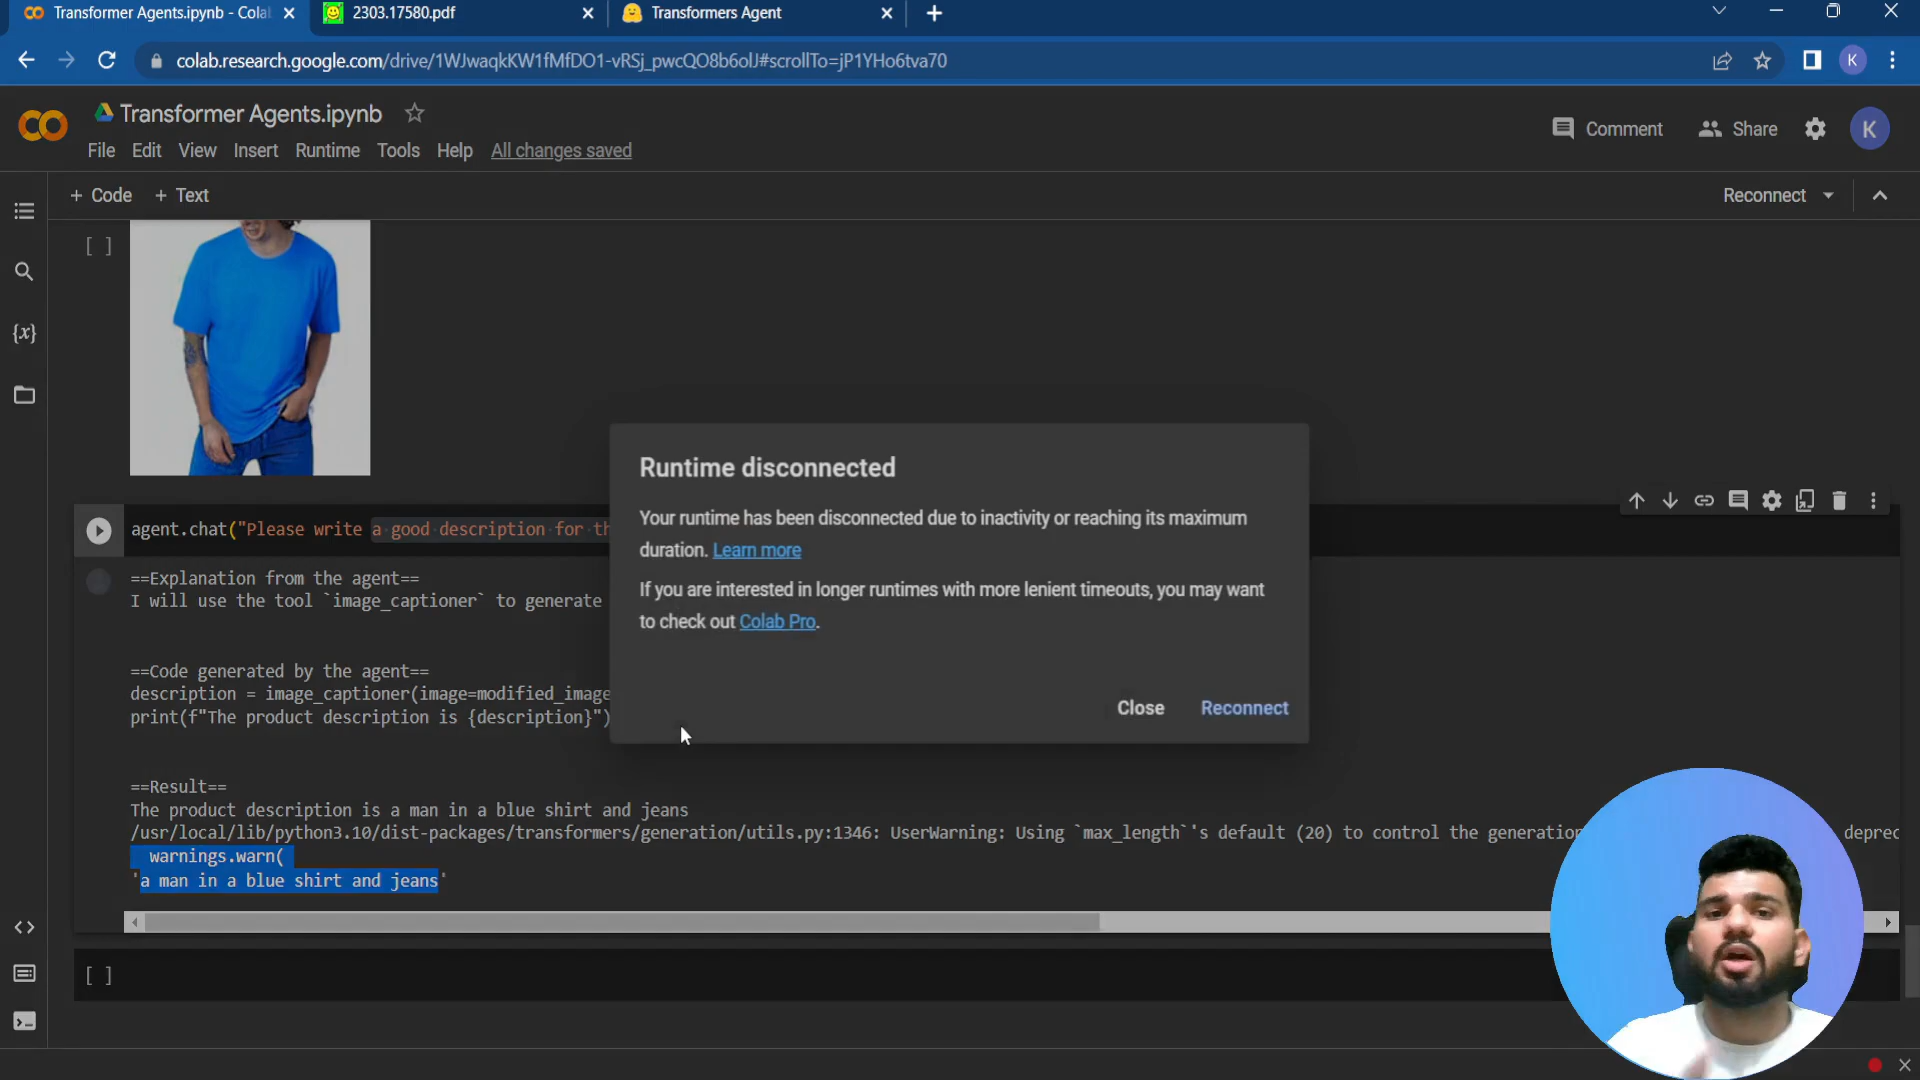 Transformer Agents.ipynb - Cola
2303.17580.pdf
Transformers Agent
colab.research.google.com/drive/1WJwaqkKW1fMfDO1-vRSj_pwcQO8b6olJ#scrollTo=jP1YHo6tva70
K
CO
Transformer Agents.ipynb
Comment
Share
K
File Edit View Insert Runtime Tools Help All changes saved
+ Code + Text
Reconnect
{x}
[ ]
Runtime disconnected
Your runtime has been disconnected due to inactivity or reaching its maximum
duration. Learn more
If you are interested in longer runtimes with more lenient timeouts, you may want
to check out Colab Pro.
Close Reconnect
agent.chat("Please write a good description for th
==Explanation from the agent==
I will use the tool `image_captioner` to generate
==Code generated by the agent==
description = image_captioner(image=modified_image
print(f"The product description is {description}")
==Result==
The product description is a man in a blue shirt and jeans
/usr/local/lib/python3.10/dist-packages/transformers/generation/utils.py:1346: UserWarning: Using `max_length`'s default (20) to control the generation deprec
warnings.warn(
'a man in a blue shirt and jeans'
[ ]